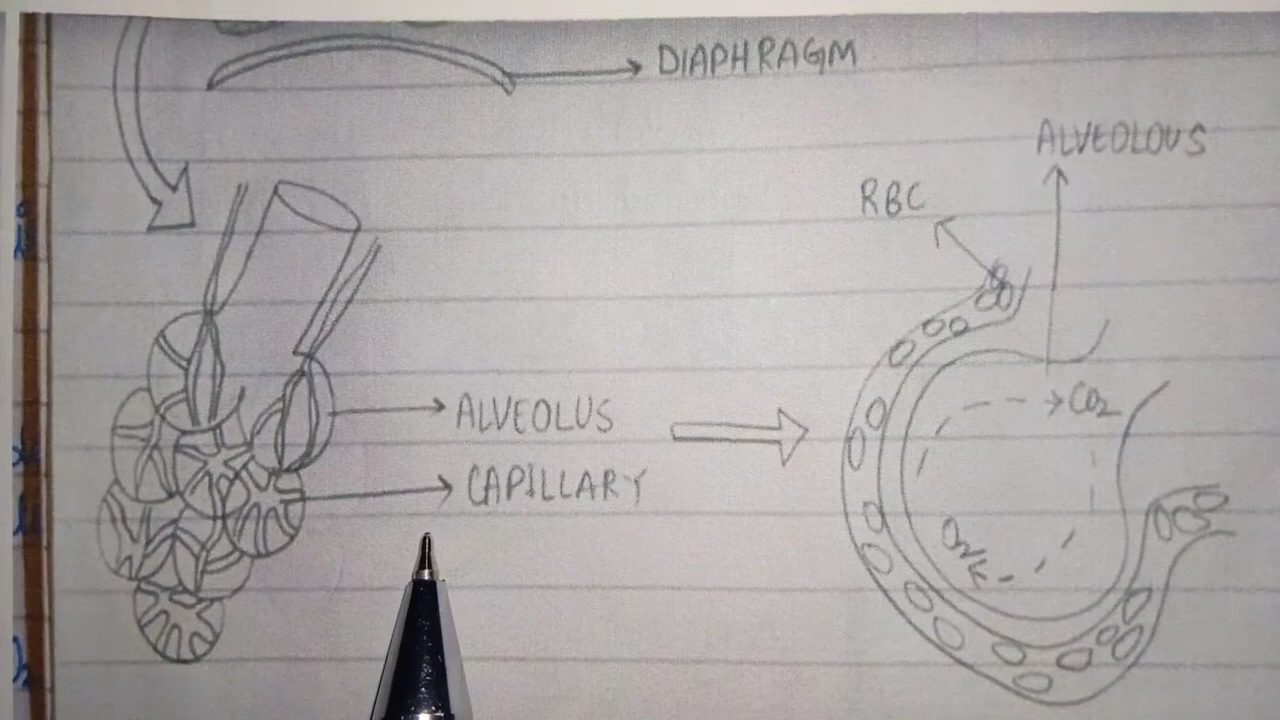 DIAPHRAGM
ALVEOLOUS
RBC
ALVEOLUS
CAPILLARY
CO2
O2